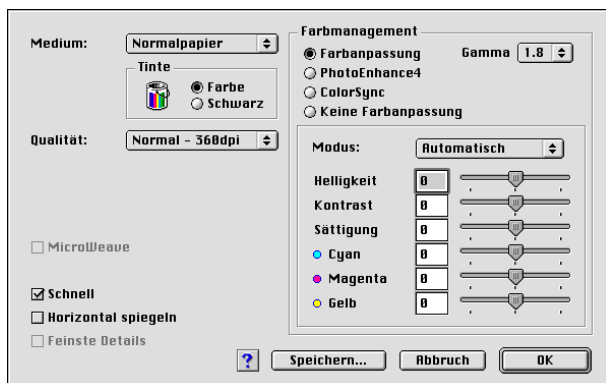 Medium: Normalpapier
Tinte
Farbe
Schwarz
Qualität: Normal - 360dpi
MicroWeave
Schnell
Horizontal spiegeln
Feinste Details
Farbmanagement
Farbanpassung Gamma 1.8
PhotoEnhance4
ColorSync
Keine Farbanpassung
Modus: Automatisch
Helligkeit 0
Kontrast 0
Sättigung 0
Cyan 0
Magenta 0
Gelb 0
? Speichern... Abbruch OK